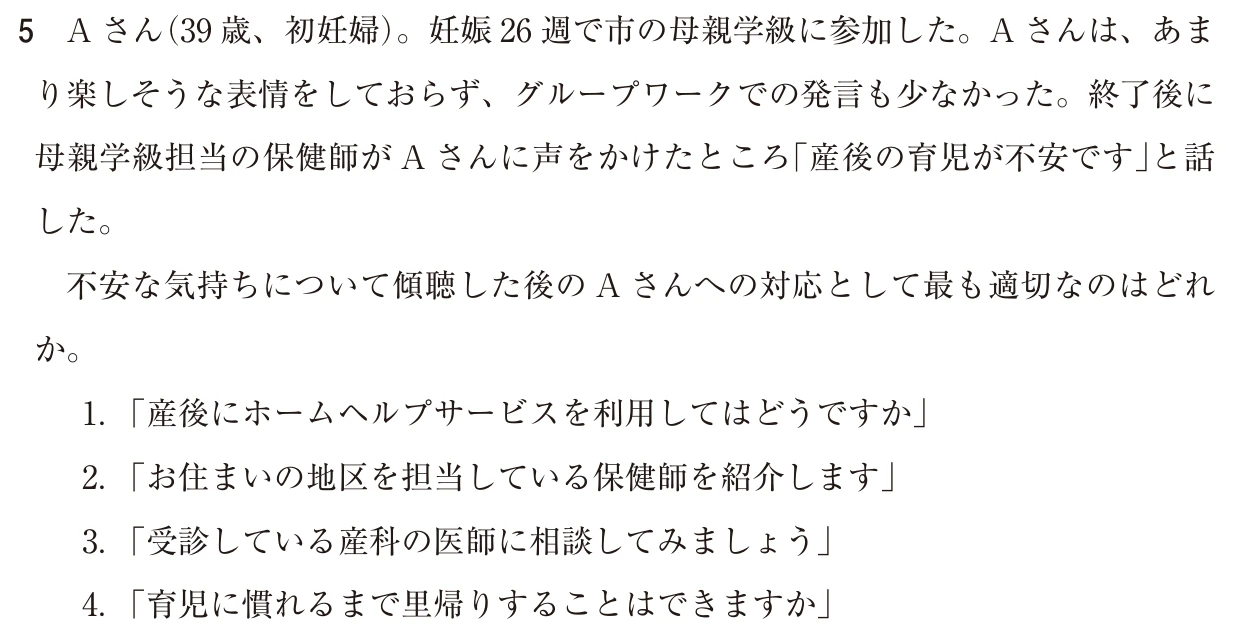 5 Aさん(39歳、初妊婦)。妊娠26週で市の母親学級に参加した。Aさんは、あま
り楽しそうな表情をしておらず、グループワークでの発言も少なかった。終了後に
母親学級担当の保健師がAさんに声をかけたところ「産後の育児が不安です」と話
した。
不安な気持ちについて傾聴した後のAさんへの対応として最も適切なのはどれ
か。
1. 「産後にホームヘルプサービスを利用してはどうですか」
2. 「お住まいの地区を担当している保健師を紹介します」
3. 「受診している産科の医師に相談してみましょう」
4. 「育児に慣れるまで里帰りすることはできますか」